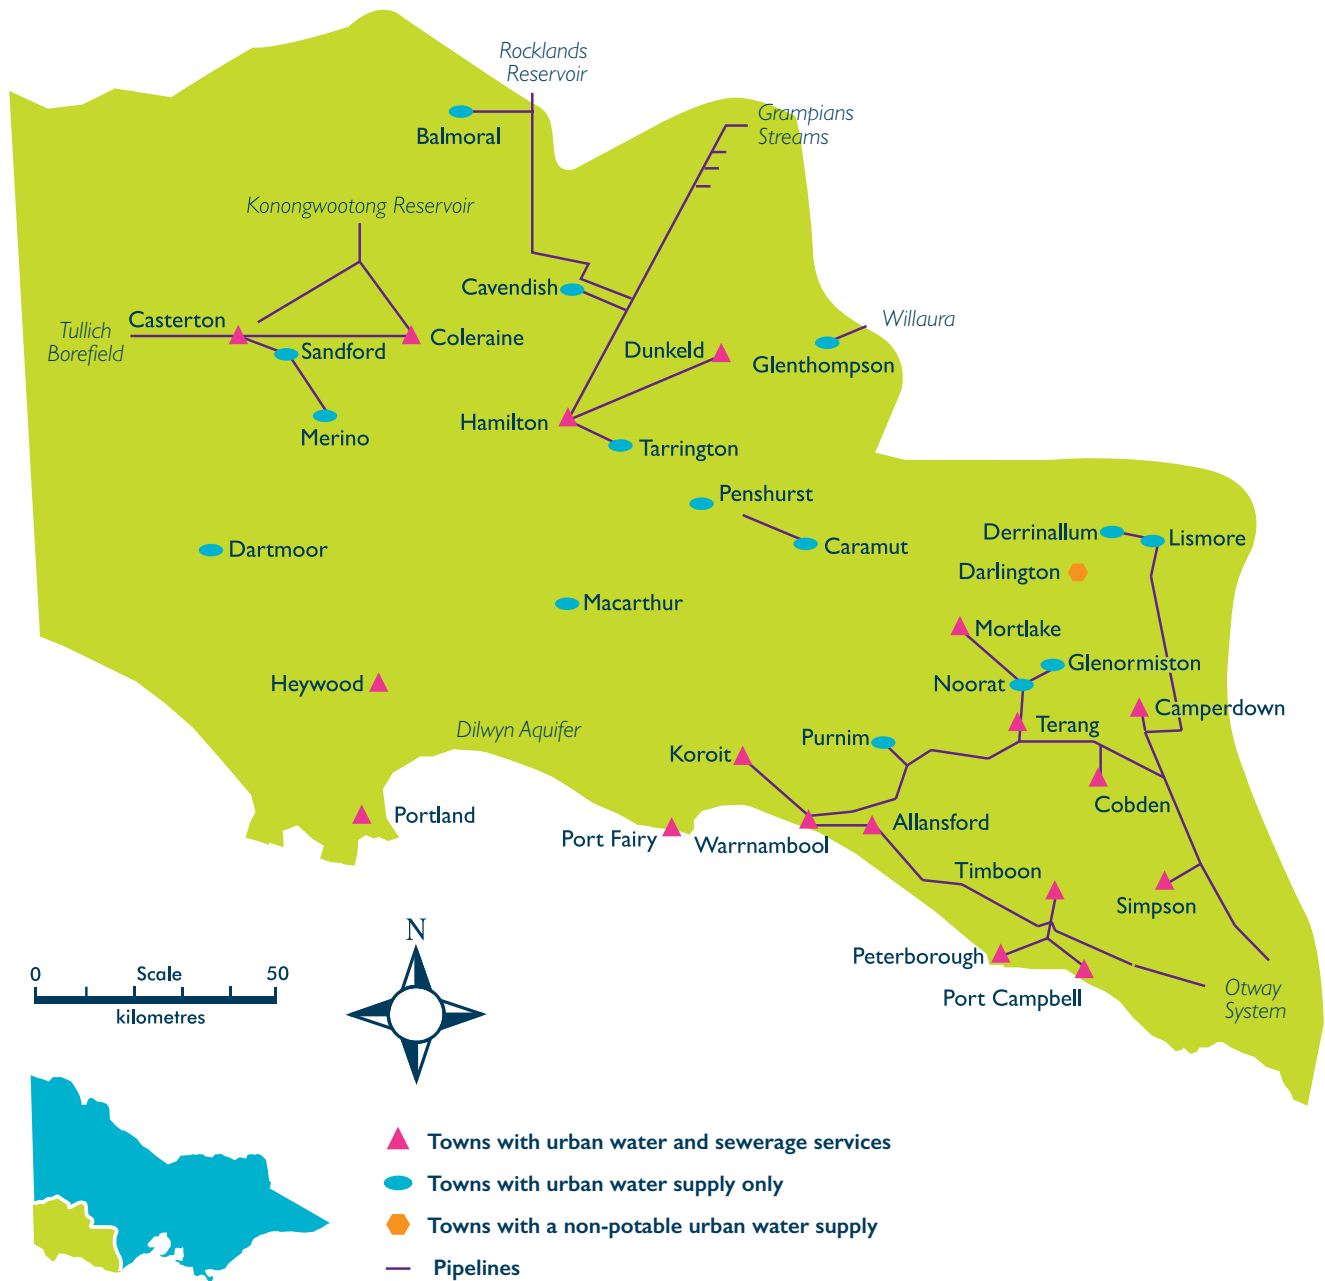 Rocklands
Reservoir
Grampians
Streams
Balmoral
Konongwootong Reservoir
Cavendish
Willaura
Casterton
Tullich
Borefield
Sandford
Coleraine
Dunkeld
Glenthompson
Merino
Hamilton
Tarrington
Penshurst
Caramut
Derrinallum
Lismore
Dartmoor
Darlington
Macarthur
Mortlake
Glenormiston
Noorat
Heywood
Camperdown
Dilwyn Aquifer
Terang
Purnim
Koroit
Cobden
Portland
Port Fairy
Warrnambool
Allansford
Timboon
Simpson
Peterborough
Port Campbell
Otway
System
N
0 Scale 50
kilometres
Towns with urban water and sewerage services
Towns with urban water supply only
Towns with a non-potable urban water supply
Pipelines